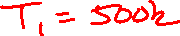 T₁ = 500k